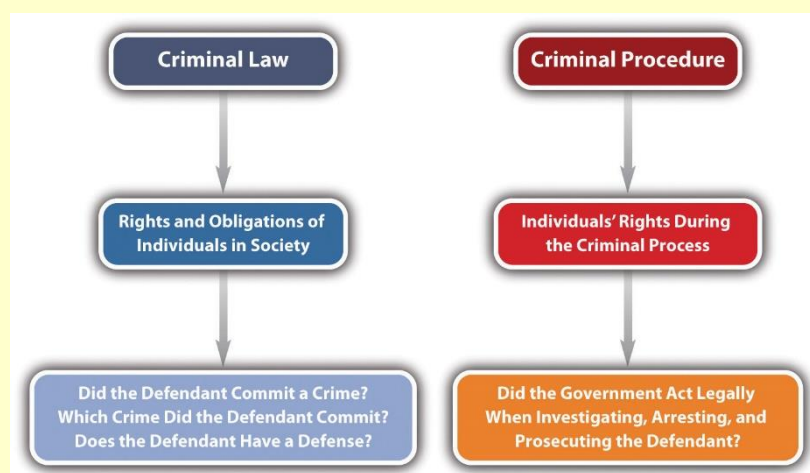 Criminal Law
Rights and Obligations of
Individuals in Society
Did the Defendant Commit a Crime?
Which Crime Did the Defendant Commit?
Does the Defendant Have a Defense?
Criminal Procedure
Individuals’ Rights During
the Criminal Process
Did the Government Act Legally
When Investigating, Arresting, and
Prosecuting the Defendant?